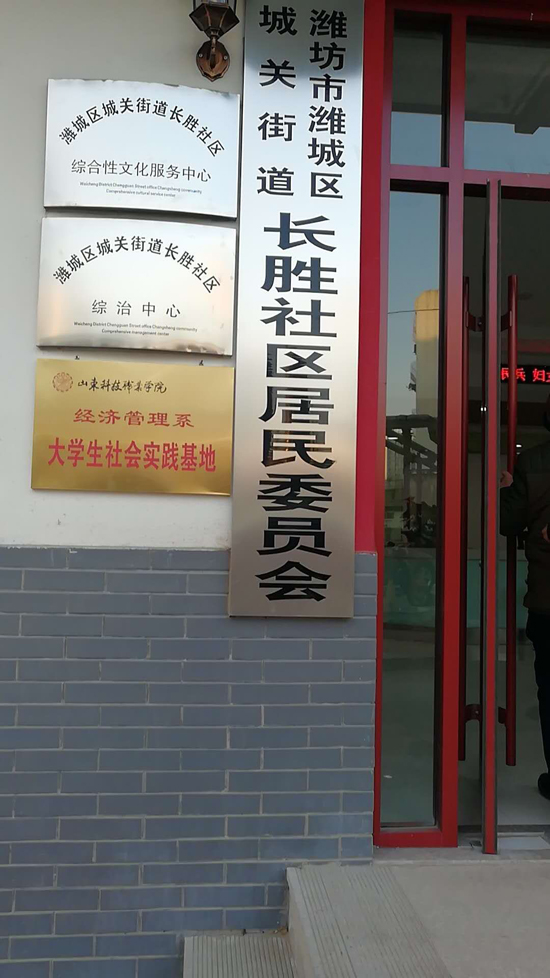 潍城区城关街道长胜社区
综合性文化服务中心
Weicheng District Chengguan Street office Changsheng community
Comprehensive cultural service center
潍城区城关街道长胜社区
综治中心
Weicheng District Chengguan Street office Changsheng community
Comprehensive management center
山东科技职业学院
经济管理系
大学生社会实践基地
潍坊市潍城区
城关街道
长胜社区居民委员会
民兵 妇